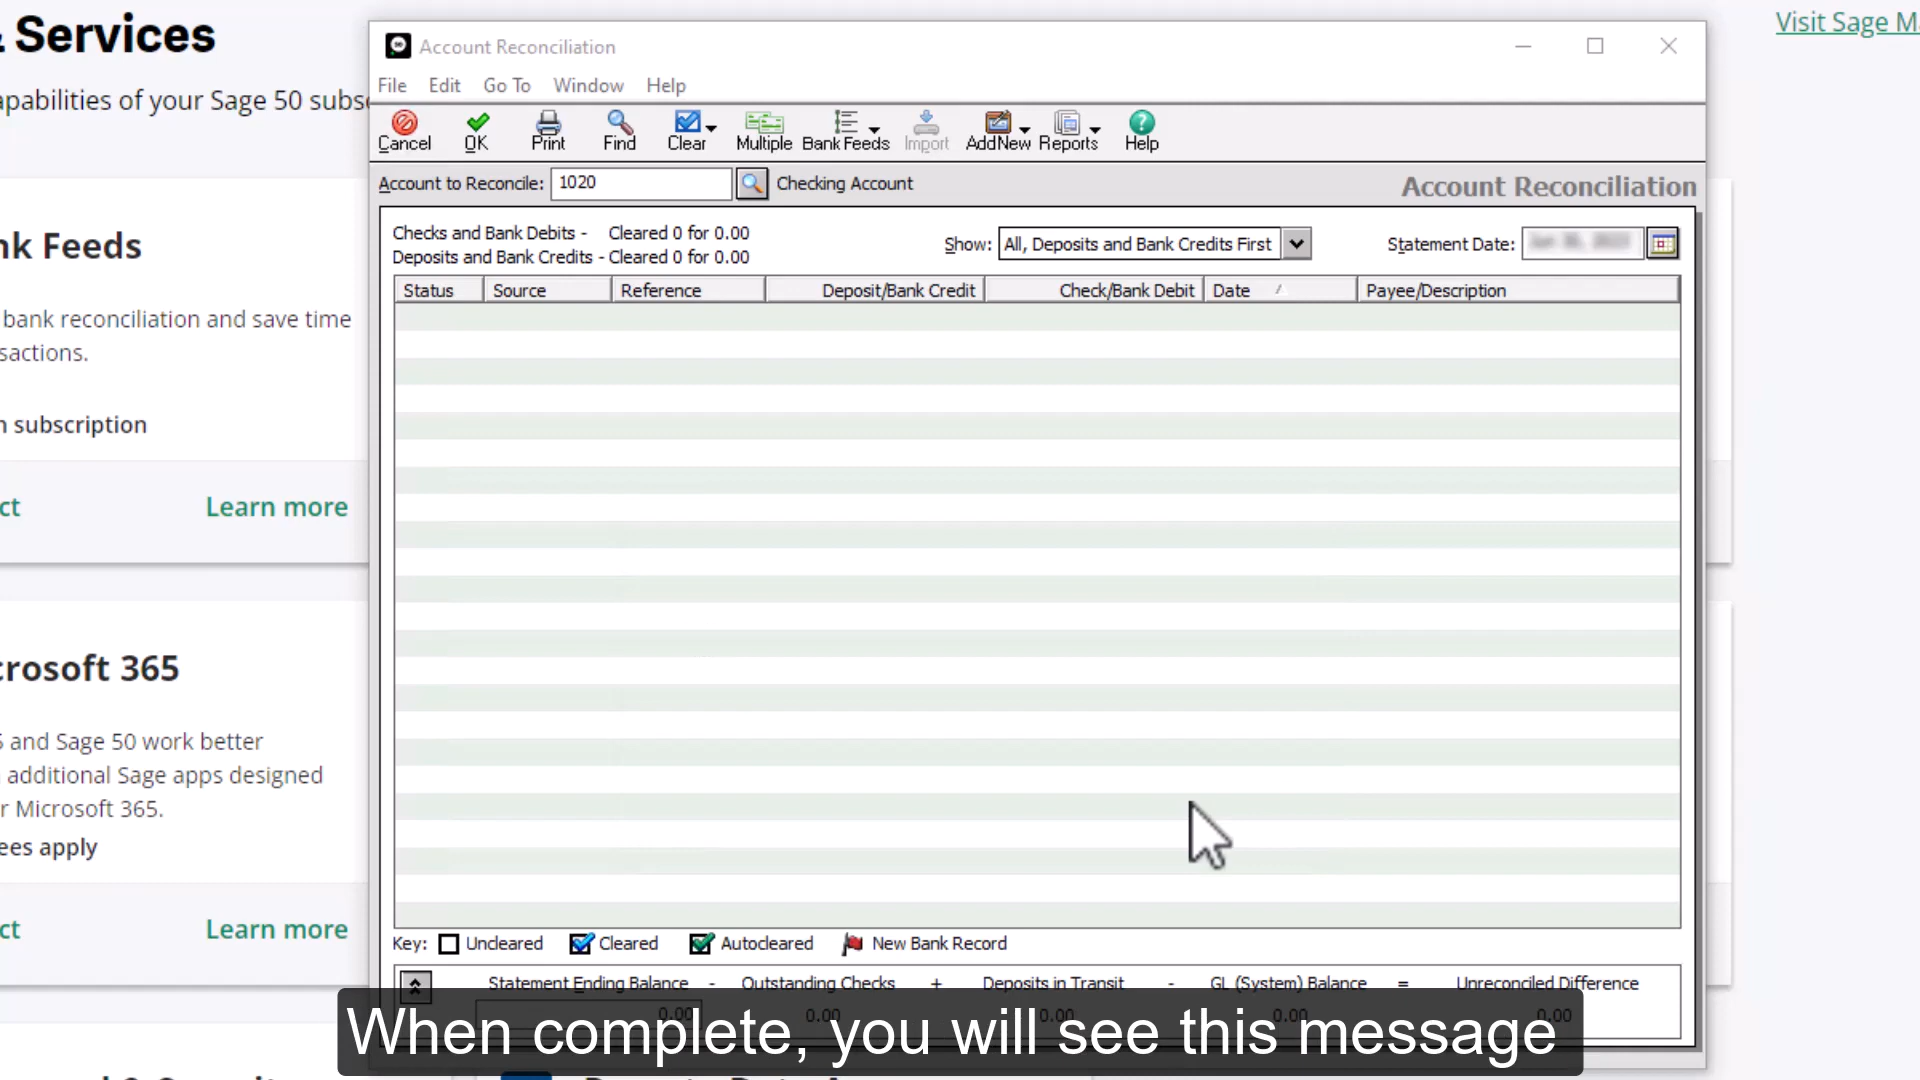 & Services
Visit Sage M
apabilities of your Sage 50 subs
Account Reconciliation
File Edit Go To Window Help
Cancel OK Print Find Clear Multiple Bank Feeds Import Add New Reports Help
Account to Reconcile: 1020 Checking Account
Account Reconciliation
Checks and Bank Debits - Cleared 0 for 0.00
Deposits and Bank Credits - Cleared 0 for 0.00
Show: All, Deposits and Bank Credits First
Statement Date:
Status Source Reference Deposit/Bank Credit Check/Bank Debit Date / Payee/Description
nk Feeds
bank reconciliation and save time
sactions.
n subscription
ct Learn more
crosoft 365
and Sage 50 work better
additional Sage apps designed
r Microsoft 365.
ees apply
ct Learn more
Key: Uncleared Cleared Autocleared New Bank Record
Statement Ending Balance - Outstanding Checks + Deposits in Transit - GL (System) Balance = Unreconciled Difference
0.00 0.00 0.00 0.00 0.00
When complete, you will see this message